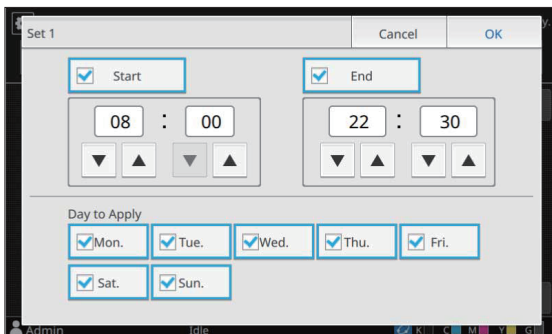 Set 1 Cancel OK
Start End
08 : 00 22 : 30
Day to Apply
Mon. Tue. Wed. Thu. Fri.
Sat. Sun.
Admin Idle K C M Y G